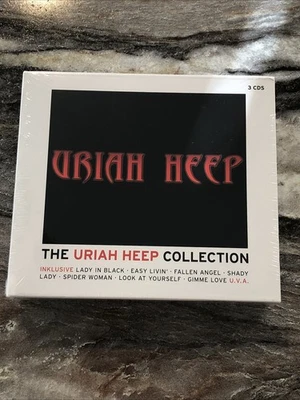 3 CDS
URIAH HEEP
THE URIAH HEEP COLLECTION
INKLUSIVE LADY IN BLACK · EASY LIVIN' · FALLEN ANGEL · SHADY
LADY · SPIDER WOMAN · LOOK AT YOURSELF · GIMME LOVE U.V.A.